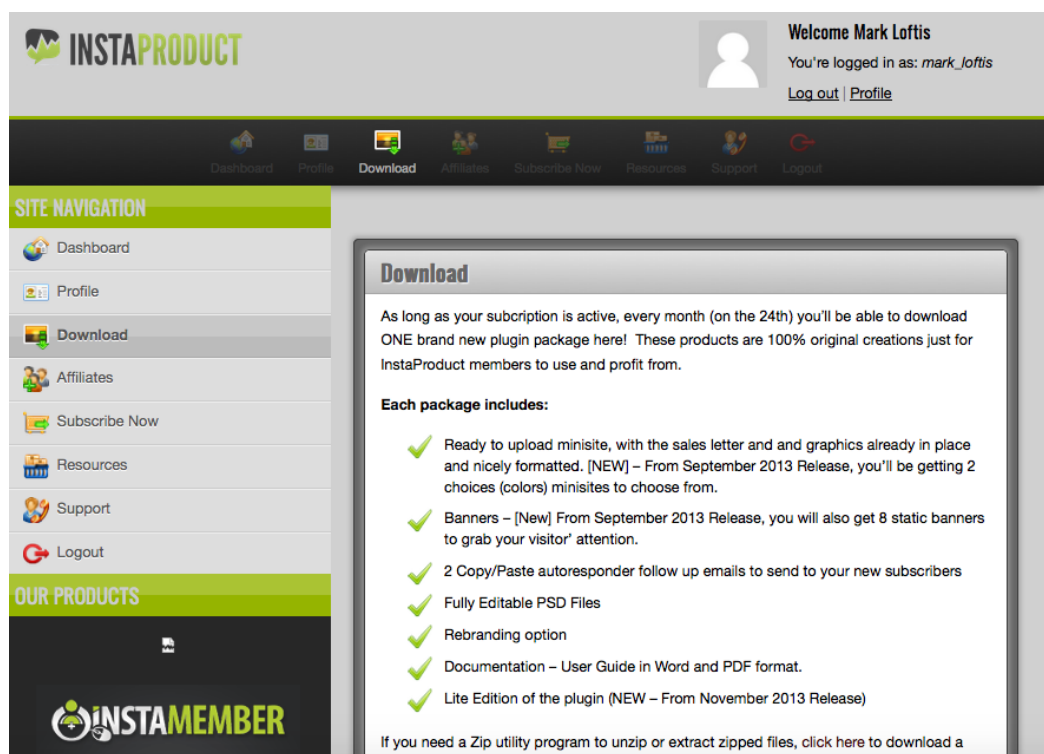 INSTAPRODUCT
Welcome Mark Loftis
You're logged in as: mark_loftis
Log out | Profile
Dashboard Profile Download Affiliates Subscribe Now Resources Support Logout
SITE NAVIGATION
Dashboard
Profile
Download
Affiliates
Subscribe Now
Resources
Support
Logout
OUR PRODUCTS
INSTAMEMBER
Download
As long as your subcription is active, every month (on the 24th) you'll be able to download
ONE brand new plugin package here! These products are 100% original creations just for
InstaProduct members to use and profit from.
Each package includes:
Ready to upload minisite, with the sales letter and and graphics already in place
and nicely formatted. [NEW] – From September 2013 Release, you'll be getting 2
choices (colors) minisites to choose from.
Banners – [New] From September 2013 Release, you will also get 8 static banners
to grab your visitor' attention.
2 Copy/Paste autoresponder follow up emails to send to your new subscribers
Fully Editable PSD Files
Rebranding option
Documentation – User Guide in Word and PDF format.
Lite Edition of the plugin (NEW – From November 2013 Release)
If you need a Zip utility program to unzip or extract zipped files, click here to download a